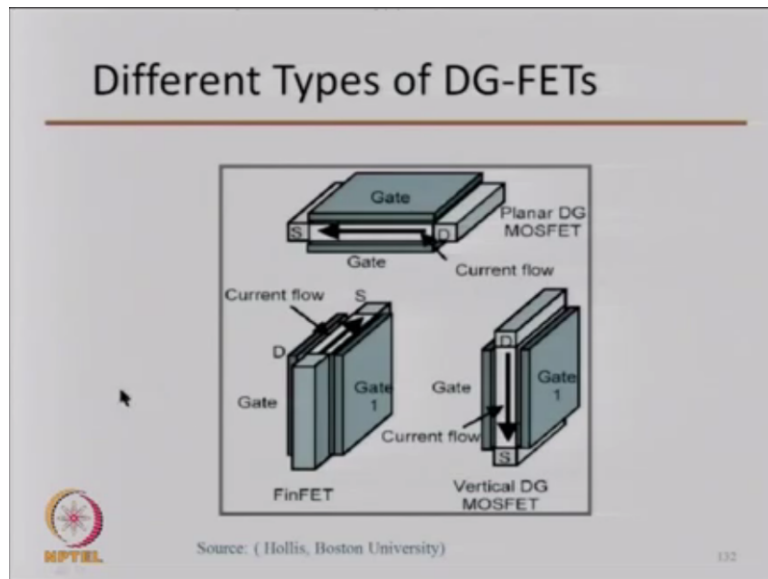 Different Types of DG-FETs
Gate
Planar DG
MOSFET
S
D
Gate
Current flow
Current flow
S
D
Gate
Gate
1
FinFET
D
Gate
Gate
1
Current flow
S
Vertical DG
MOSFET
NPTEL
Source: ( Hollis, Boston University)
132